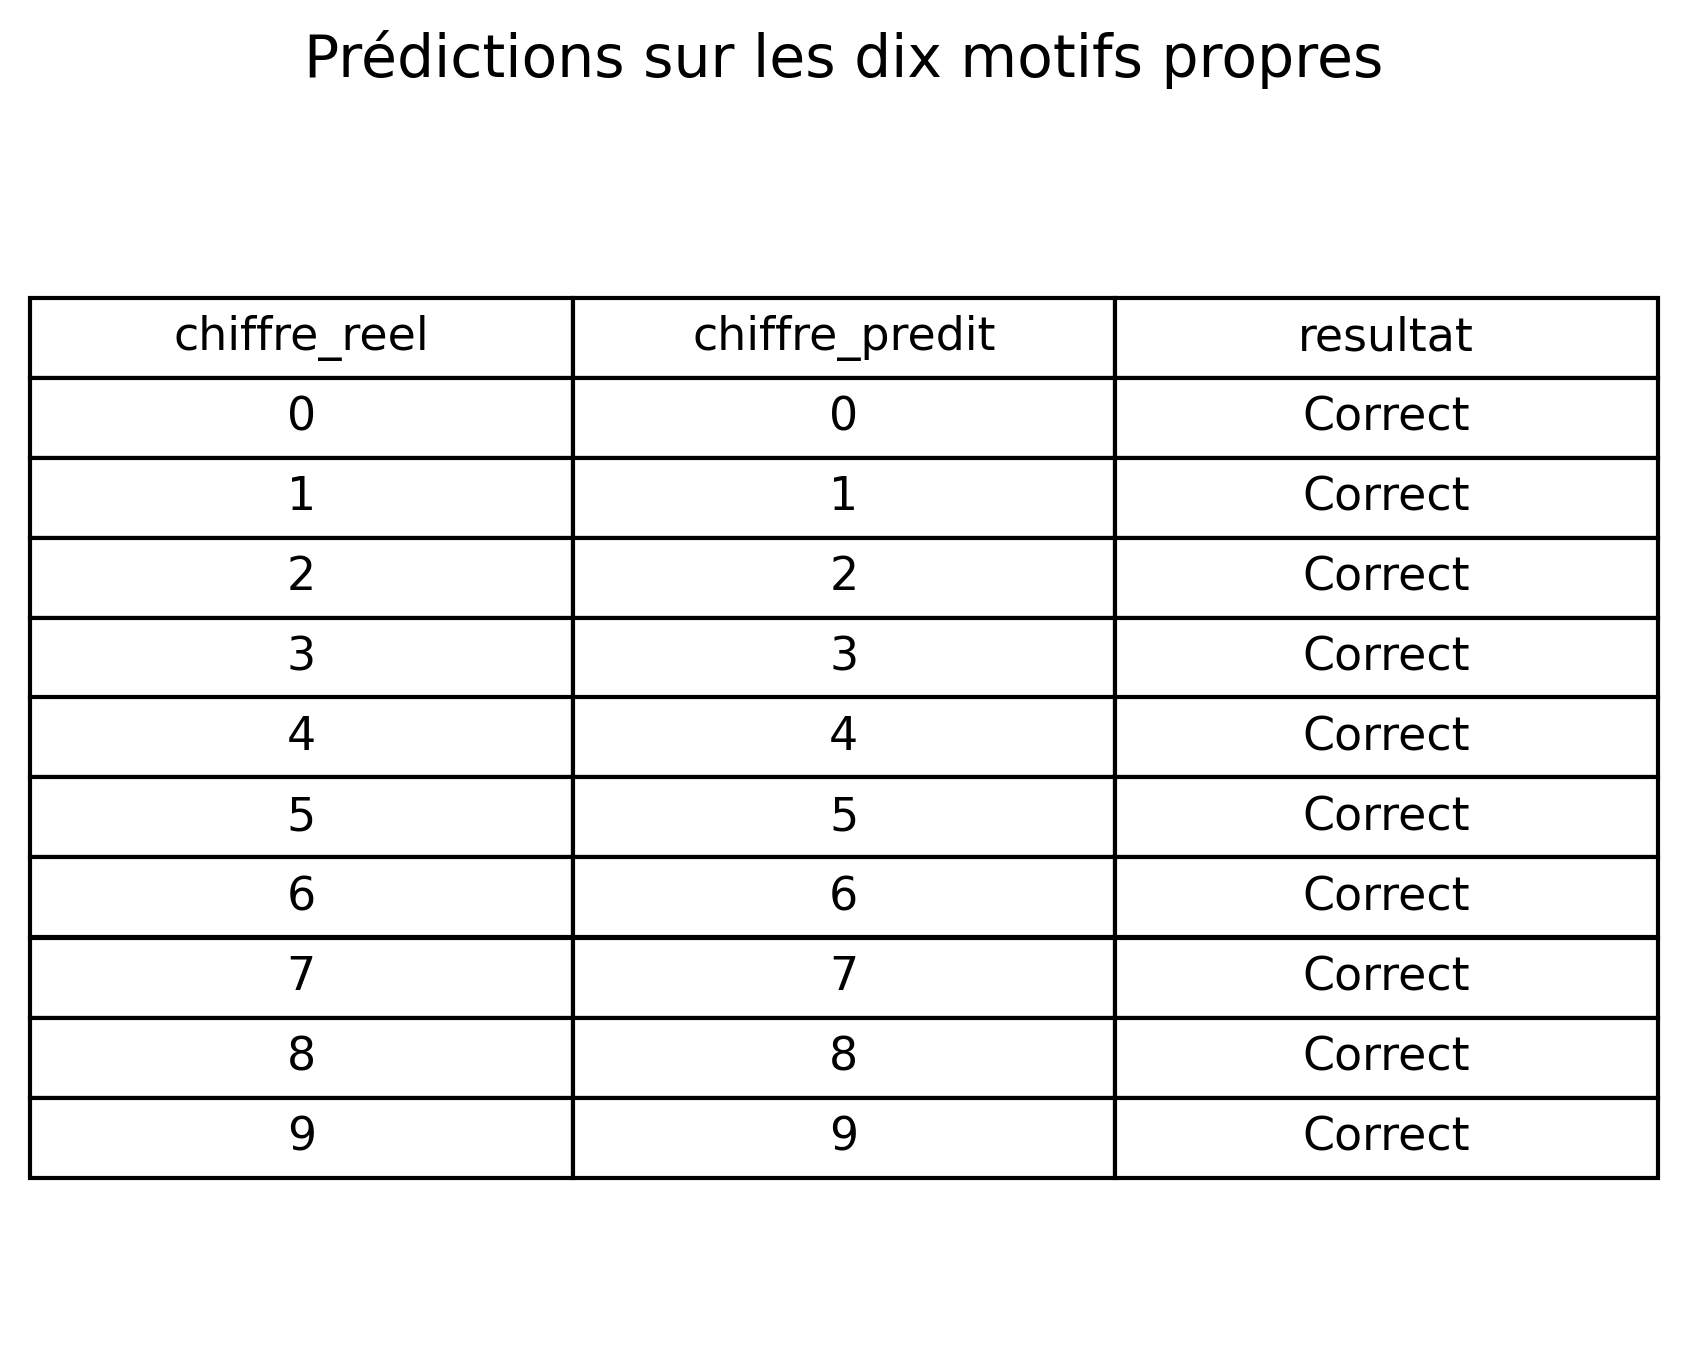 Prédictions sur les dix motifs propres
chiffre_reel chiffre_predit resultat
0 0 Correct
1 1 Correct
2 2 Correct
3 3 Correct
4 4 Correct
5 5 Correct
6 6 Correct
7 7 Correct
8 8 Correct
9 9 Correct